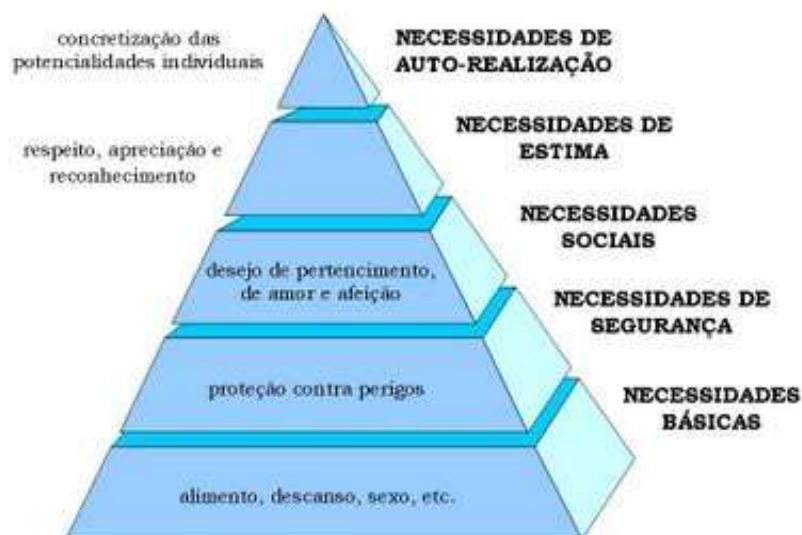 concretização das
potencialidades individuais
NECESSIDADES DE
AUTO-REALIZAÇÃO
respeito, apreciação e
reconhecimento
NECESSIDADES DE
ESTIMA
desejo de pertencimento,
de amor e afeição
NECESSIDADES
SOCIAIS
proteção contra perigos
NECESSIDADES DE
SEGURANÇA
alimento, descanso, sexo, etc.
NECESSIDADES
BÁSICAS